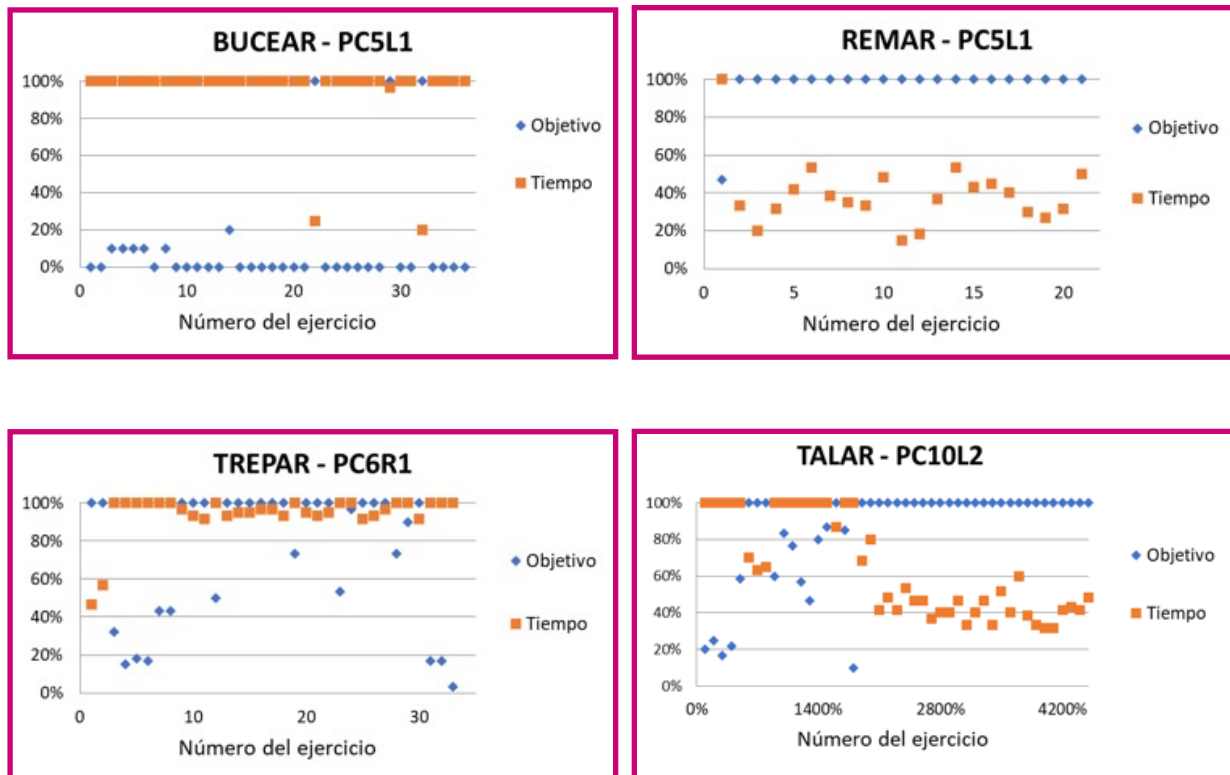 BUCEAR - PC5L1
100%
80%
60%
40%
20%
0%
0 10 20 30
Número del ejercicio
Objetivo
Tiempo
REMAR - PC5L1
100%
80%
60%
40%
20%
0%
0 5 10 15 20
Número del ejercicio
Objetivo
Tiempo
TREPAR - PC6R1
100%
80%
60%
40%
20%
0%
0 10 20 30
Número del ejercicio
Objetivo
Tiempo
TALAR - PC10L2
100%
80%
60%
40%
20%
0%
0% 1400% 2800% 4200%
Número del ejercicio
Objetivo
Tiempo